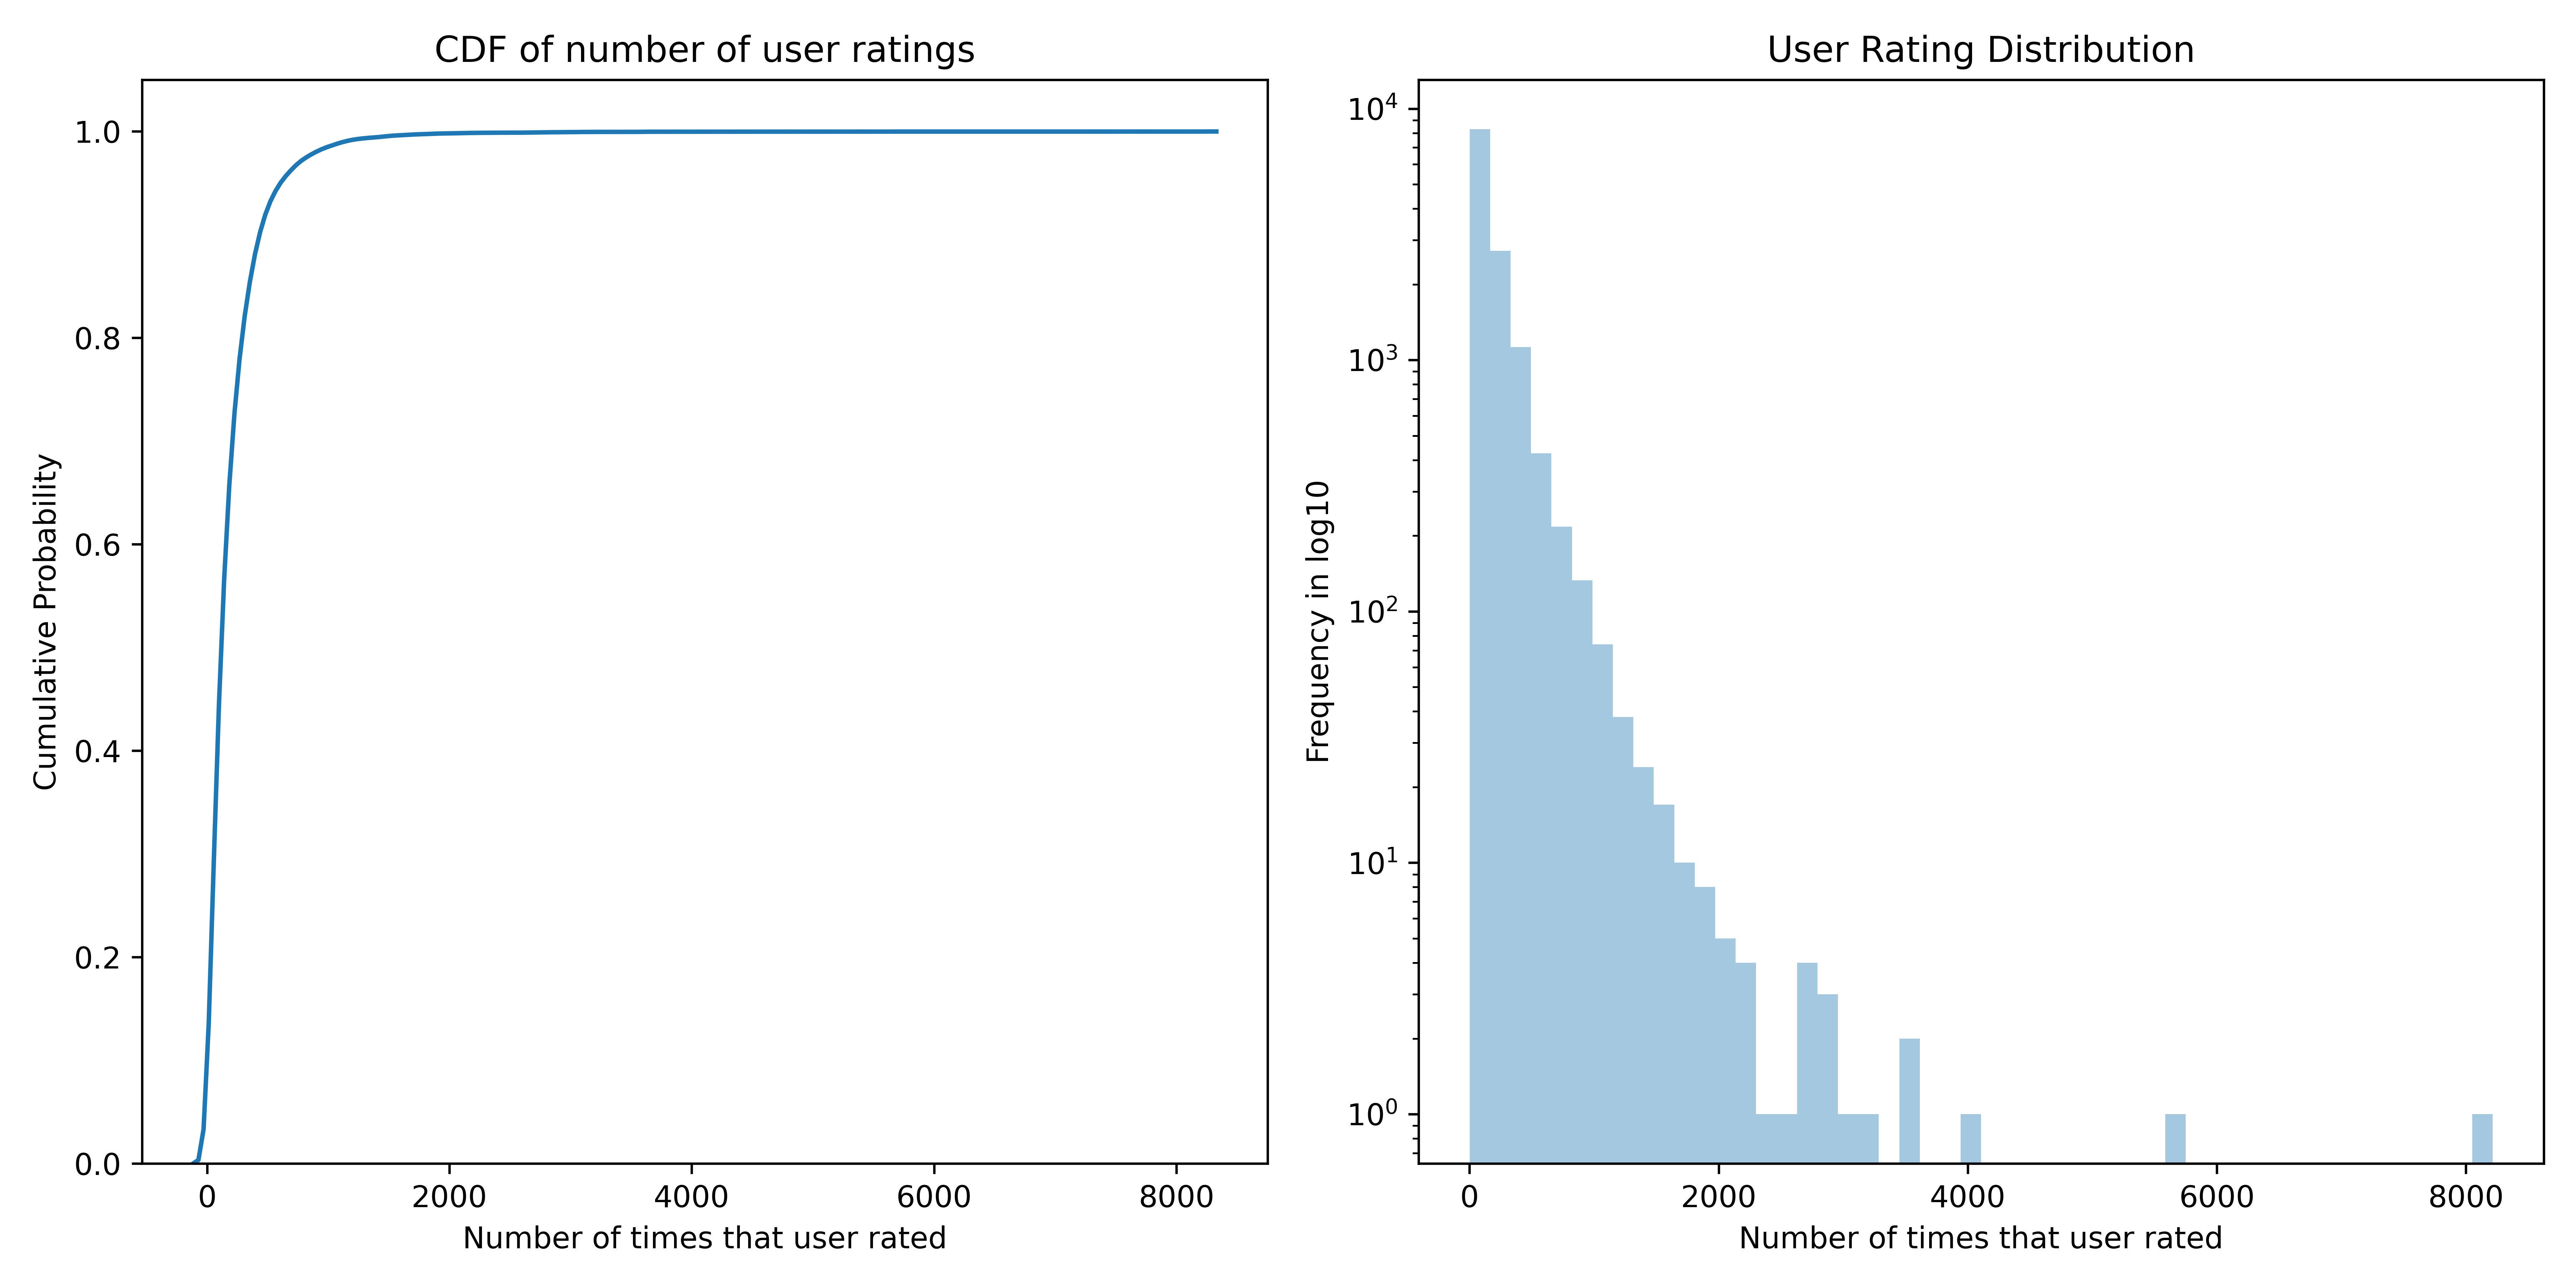 CDF of number of user ratings
1.0
0.8
0.6
0.4
0.2
0.0
Cumulative Probability
0 2000 4000 6000 8000
Number of times that user rated
User Rating Distribution
10⁴
10³
10²
10¹
10⁰
Frequency in log10
0 2000 4000 6000 8000
Number of times that user rated